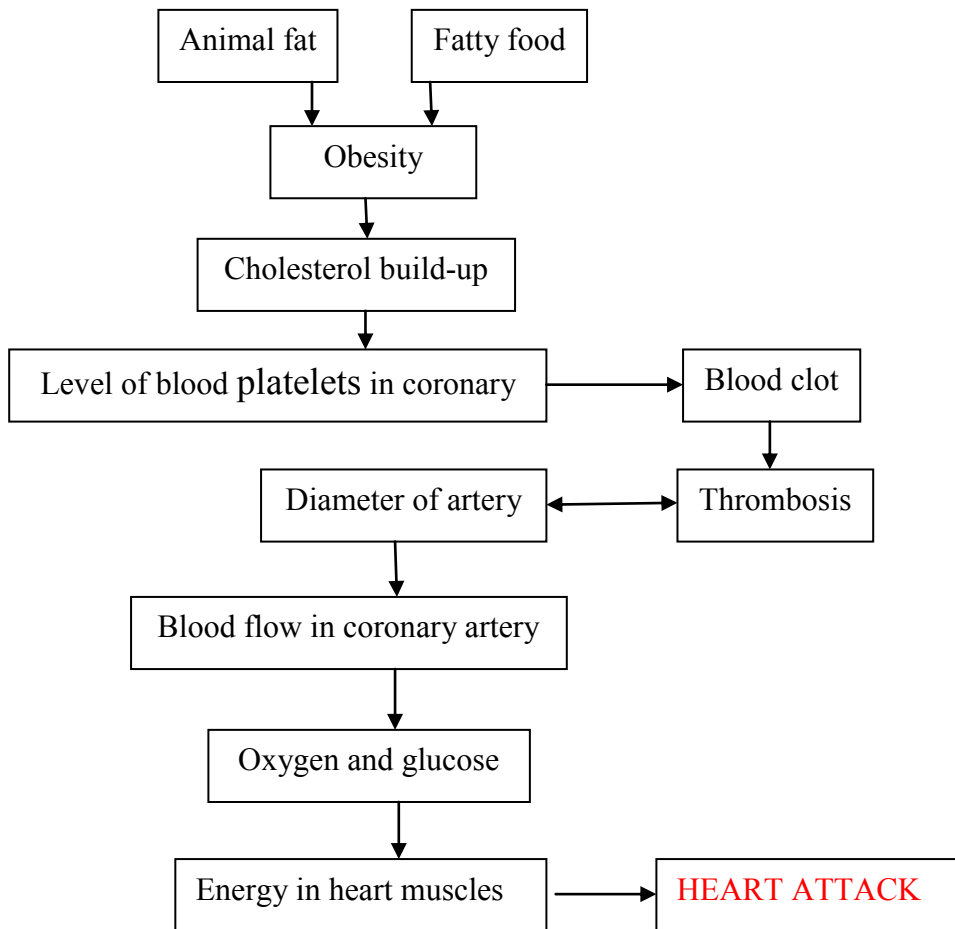 Animal fat
Fatty food
Obesity
Cholesterol build-up
Level of blood platelets in coronary
Blood clot
Diameter of artery
Thrombosis
Blood flow in coronary artery
Oxygen and glucose
Energy in heart muscles
HEART ATTACK